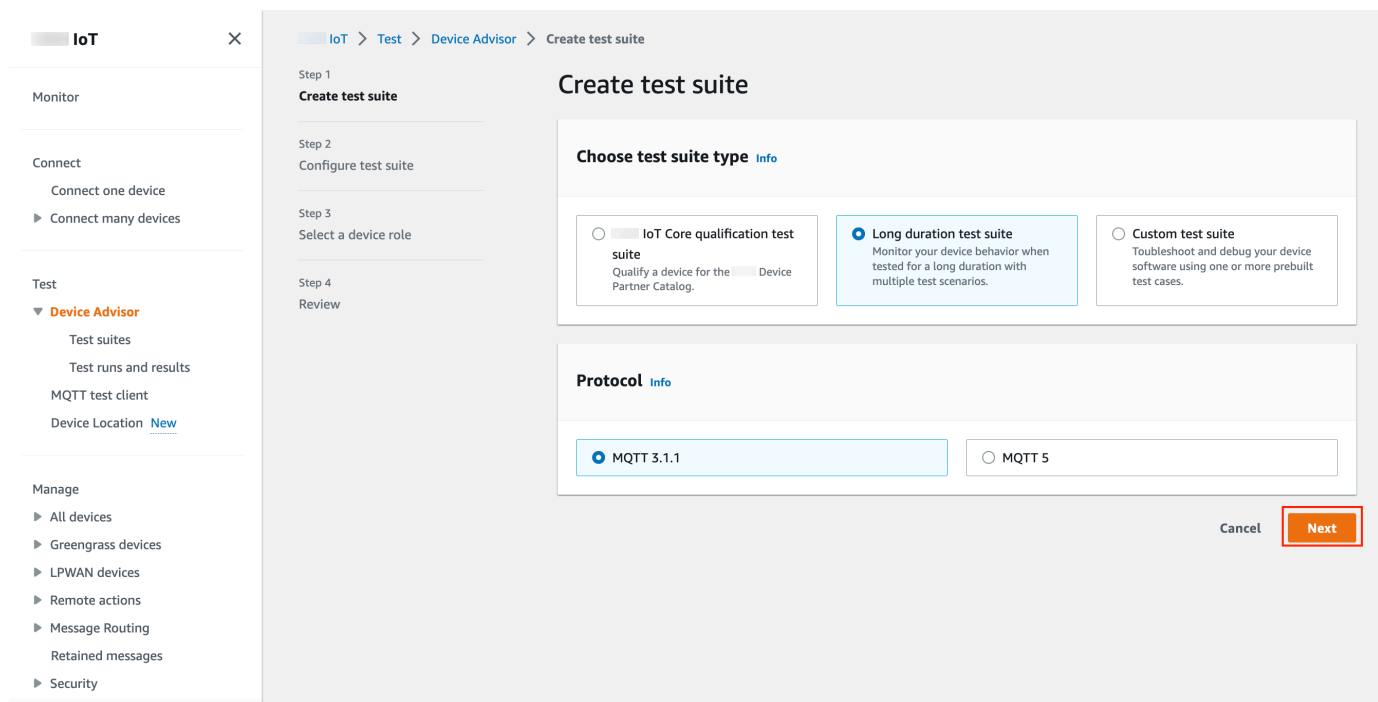 IoT
Monitor
Connect
Connect one device
Connect many devices
Test
Device Advisor
Test suites
Test runs and results
MQTT test client
Device Location New
Manage
All devices
Greengrass devices
LPWAN devices
Remote actions
Message Routing
Retained messages
Security
IoT > Test > Device Advisor > Create test suite
Step 1
Create test suite
Step 2
Configure test suite
Step 3
Select a device role
Step 4
Review
Create test suite
Choose test suite type Info
IoT Core qualification test
suite
Qualify a device for the Device
Partner Catalog.
Long duration test suite
Monitor your device behavior when
tested for a long duration with
multiple test scenarios.
Custom test suite
Toubleshoot and debug your device
software using one or more prebuilt
test cases.
Protocol Info
MQTT 3.1.1
MQTT 5
Cancel
Next